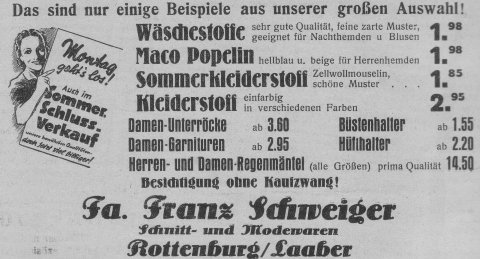 Das sind nur einige Beispiele aus unserer großen Auswahl!
Montag
geht's los!
Auch im
Sommer.
Schluss.
Verkauf
Wäschestoffe sehr gute Qualität, feine zarte Muster, geeignet für Nachthemden u Blusen 1.98
Maco Popelin hellblau u. beige für Herrenhemden 1.98
Sommerkleiderstoff Zellwollmouselin, schöne Muster . . . . 1.85
Kleiderstoff einfarbig in verschiedenen Farben 2.95
Damen-Unterröcke ab 3.60 Büstenhalter ab 1.55
Damen-Garnituren ab 2.95 Hüfthalter ab 2.20
Herren- und Damen-Regenmäntel (alle Größen) prima Qualität 14.50
Besichtigung ohne Kaufzwang!
Fa. Franz Schweiger
Schnitt- und Modewaren
Rottenburg/Laaber